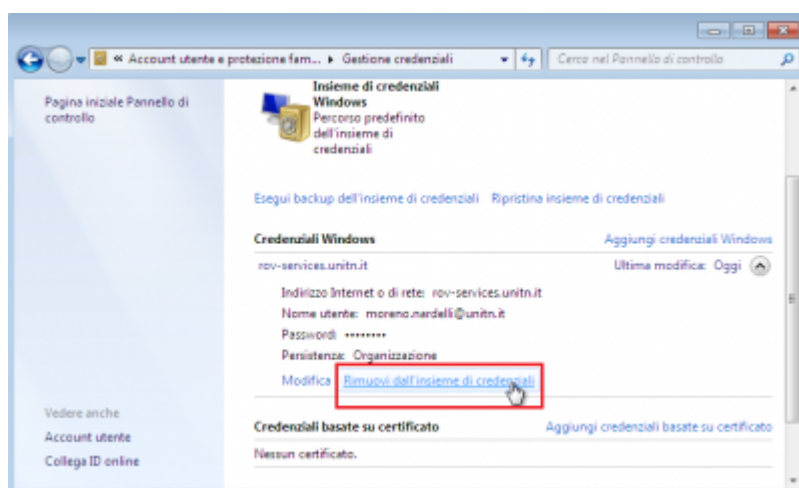 « Account utente e protezione fam... ▸ Gestione credenziali
Cerca nel Pannello di controllo
Pagina iniziale Pannello di
controllo
Insieme di credenziali
Windows
Percorso predefinito
dell'insieme di
credenziali
Esegui backup dell'insieme di credenziali Ripristina insieme di credenziali
Credenziali Windows Aggiungi credenziali Windows
rov-services.unitn.it Ultima modifica: Oggi
Indirizzo Internet o di rete: rov-services.unitn.it
Nome utente: moreno.nardelli@unitn.it
Password: ••••••••
Persistenza: Organizzazione
Modifica Rimuovi dall'insieme di credenziali
Credenziali basate su certificato Aggiungi credenziali basate su certificato
Nessun certificato.
Vedere anche
Account utente
Collega ID online